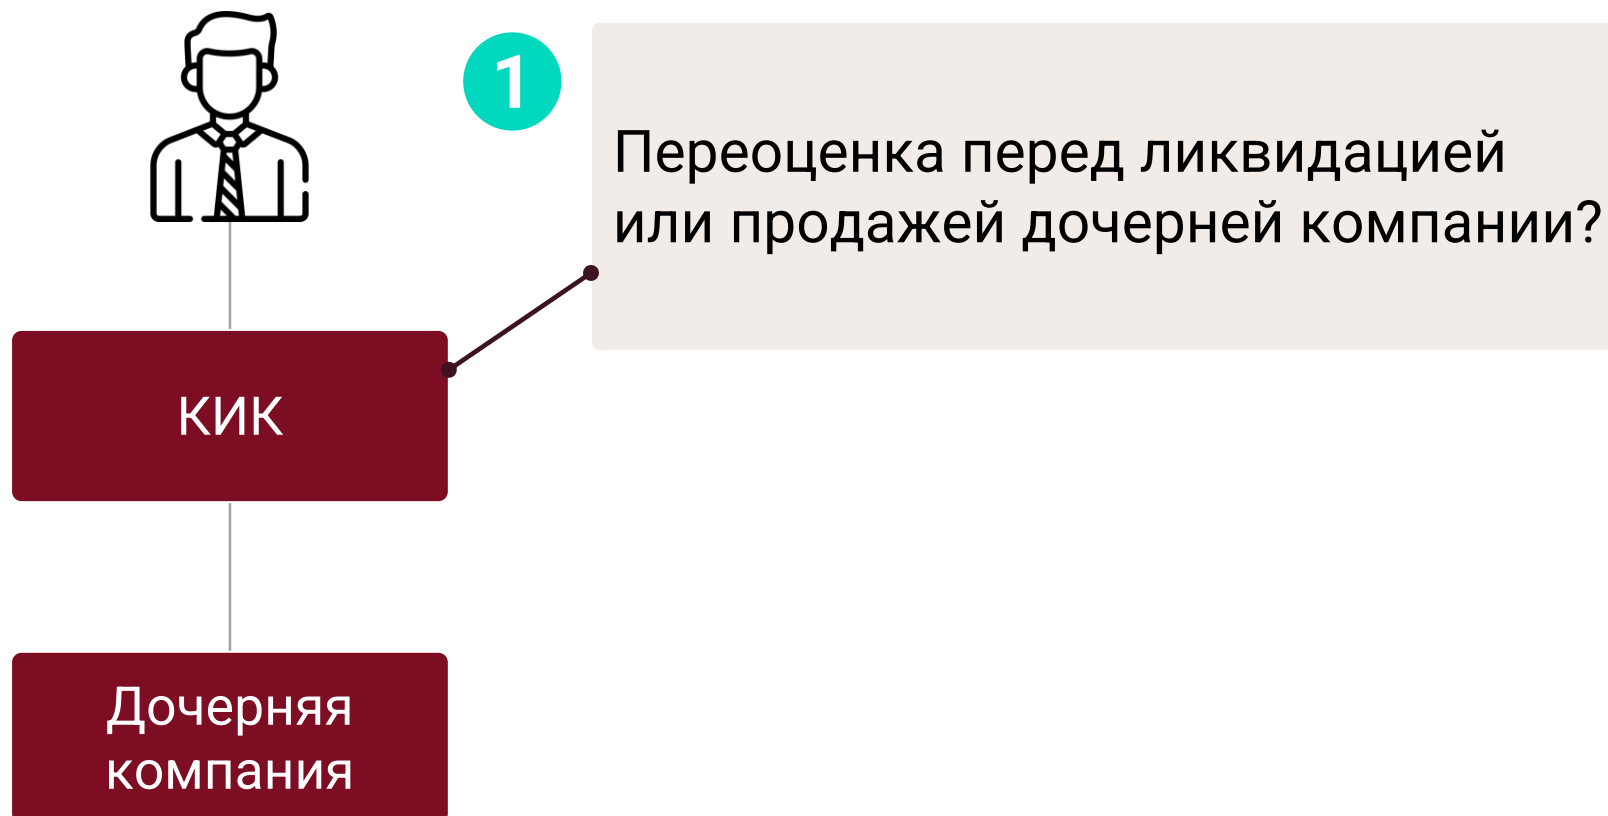 1
Переоценка перед ликвидацией
или продажей дочерней компании?
КИК
Дочерняя
компания